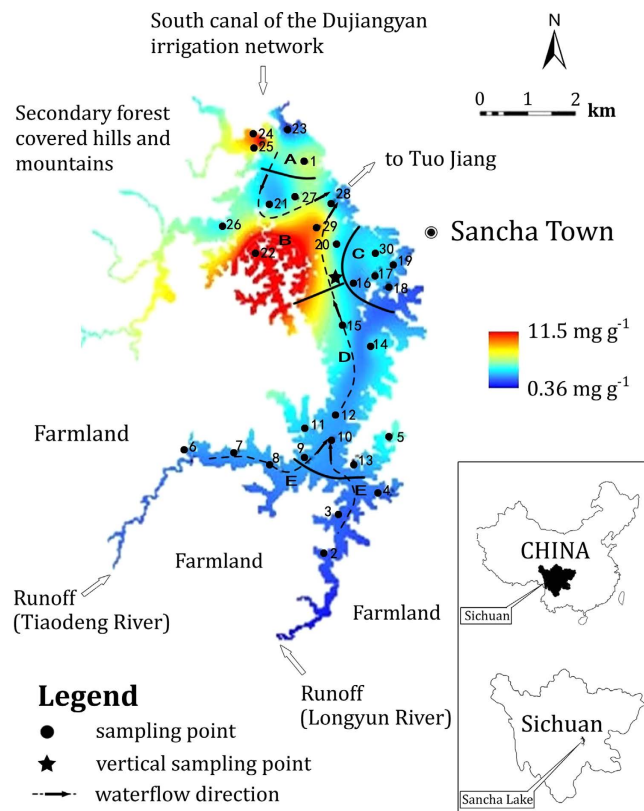 South canal of the Dujiangyan
irrigation network
N
0 1 2
km
Secondary forest
covered hills and
mountains
24
23
25
A
1
to Tuo Jiang
21
27
28
26
29
B
20
C
30
Sancha Town
22
19
17
16
18
11.5 mg g⁻¹
0.36 mg g⁻¹
15
14
D
12
11
10
5
Farmland
6
7
8
9
13
E
E
4
3
2
Farmland
Farmland
Runoff
(Tiaodeng River)
Runoff
(Longyun River)
CHINA
Sichuan
Sichuan
Sancha Lake
Legend
sampling point
vertical sampling point
waterflow direction